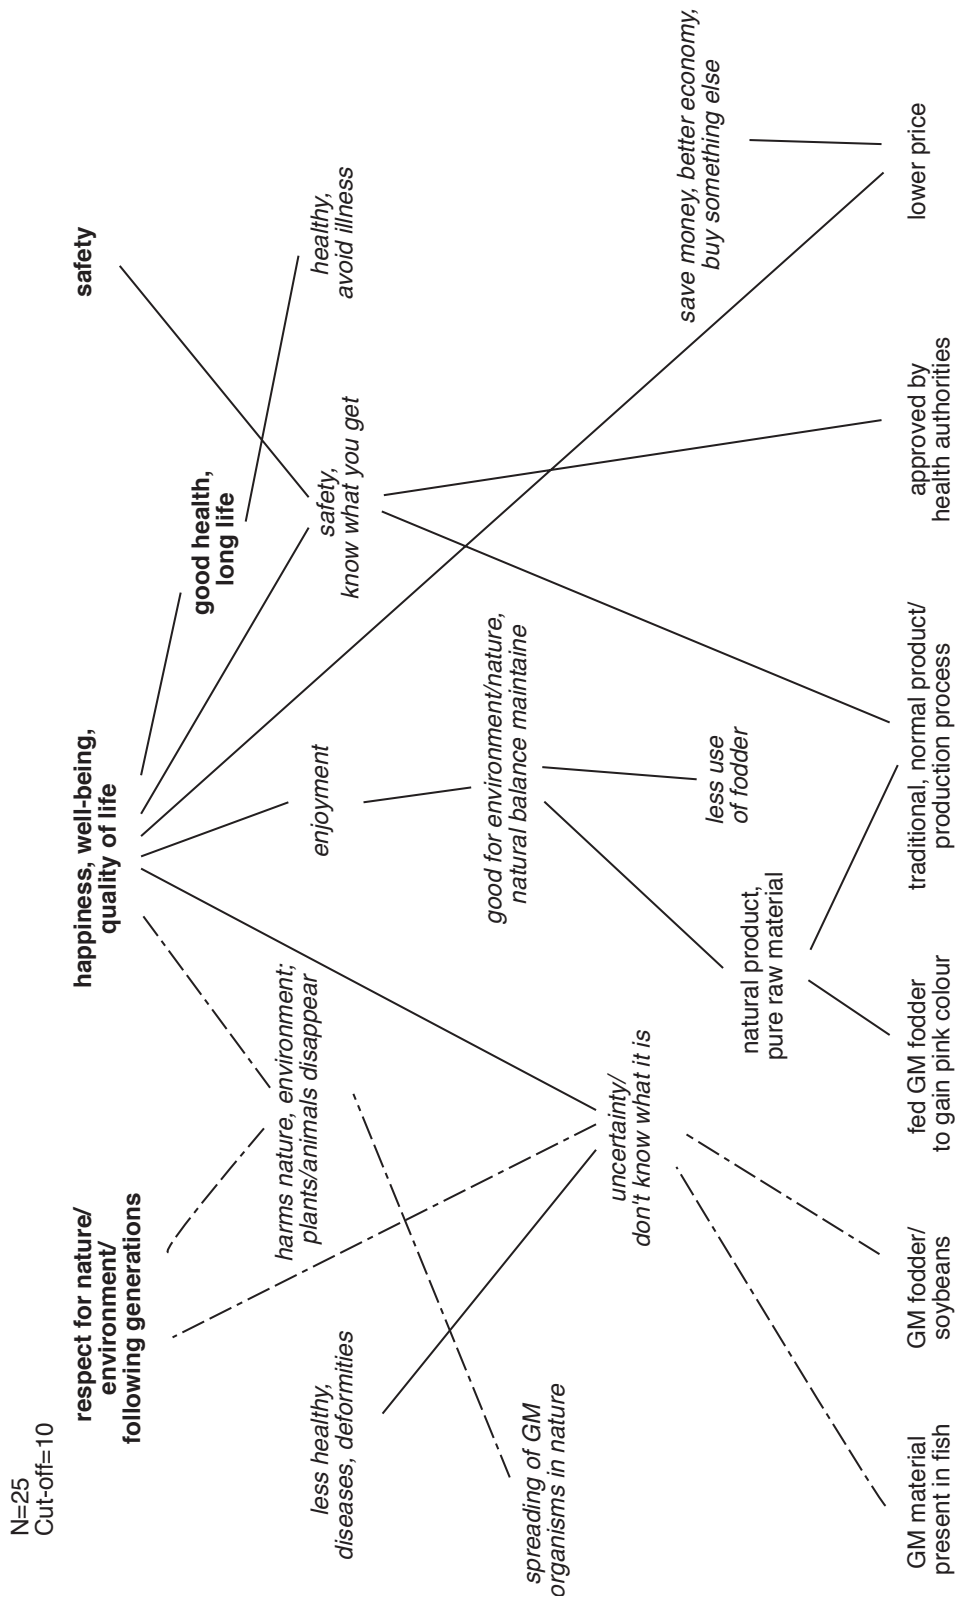 N=25
Cut-off=10
respect for nature/
environment/
following generations
happiness, well-being,
quality of life
safety
good health,
long life
less healthy,
diseases, deformities
harms nature, environment;
plants/animals disappear
enjoyment
safety,
know what you get
healthy,
avoid illness
spreading of GM
organisms in nature
uncertainty/
don't know what it is
good for environment/nature,
natural balance maintaine
less use
of fodder
save money, better economy,
buy something else
natural product,
pure raw material
GM material
present in fish
GM fodder/
soybeans
fed GM fodder
to gain pink colour
traditional, normal product/
production process
approved by
health authorities
lower price